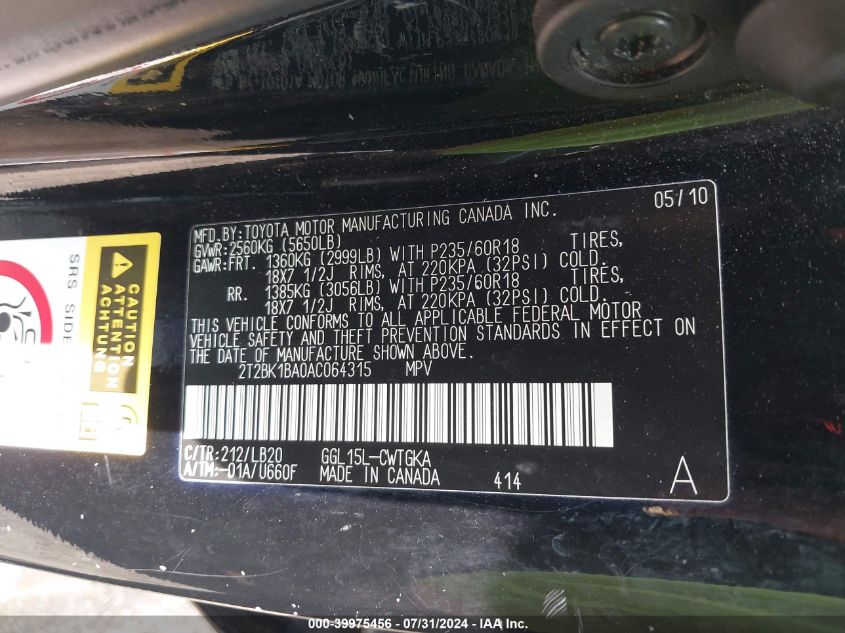 05/10
MFD.BY:TOYOTA MOTOR MANUFACTURING CANADA INC.
GVWR:2560KG (5650LB)
GAWR:FRT. 1360KG (2999LB) WITH P235/60R18 TIRES,
18X7 1/2J RIMS, AT 220KPA (32PSI) COLD.
RR. 1385KG (3056LB) WITH P235/60R18 TIRES,
18X7 1/2J RIMS, AT 220KPA (32PSI) COLD.
THIS VEHICLE CONFORMS TO ALL APPLICABLE FEDERAL MOTOR
VEHICLE SAFETY AND THEFT PREVENTION STANDARDS IN EFFECT ON
THE DATE OF MANUFACTURE SHOWN ABOVE.
2T2BK1BA0AC064315 MPV
C/TR:212/LB20 GGL15L-CWTGKA
A/TM:-01A/U660F MADE IN CANADA 414 A
SRS SIDE
CAUTION
ATTENTION
ACHTUNG
000-39975456 - 07/31/2024 - IAA Inc.